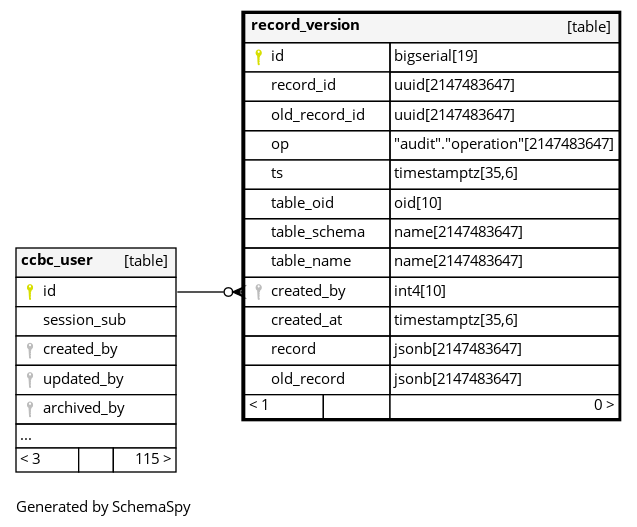 record_version [table]
id bigserial[19]
record_id uuid[2147483647]
old_record_id uuid[2147483647]
op "audit"."operation"[2147483647]
ts timestamptz[35,6]
table_oid oid[10]
table_schema name[2147483647]
table_name name[2147483647]
created_by int4[10]
created_at timestamptz[35,6]
record jsonb[2147483647]
old_record jsonb[2147483647]
< 1 0 >
ccbc_user [table]
id
session_sub
created_by
updated_by
archived_by
...
< 3 115 >
Generated by SchemaSpy